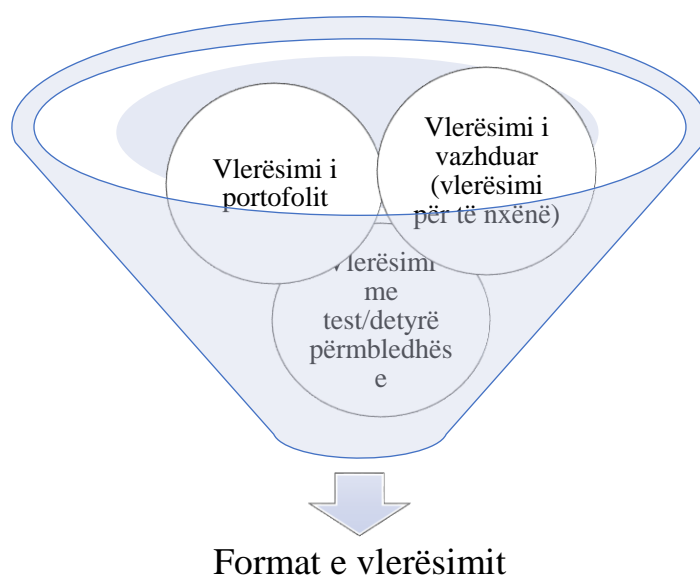 Vlerësimi i
portofolit
Vlerësimi i
vazhduar
(vlerësimi
për të nxënë)
Vlerësimi
me
test/detyrë
përmbledhës
e
Format e vlerësimit